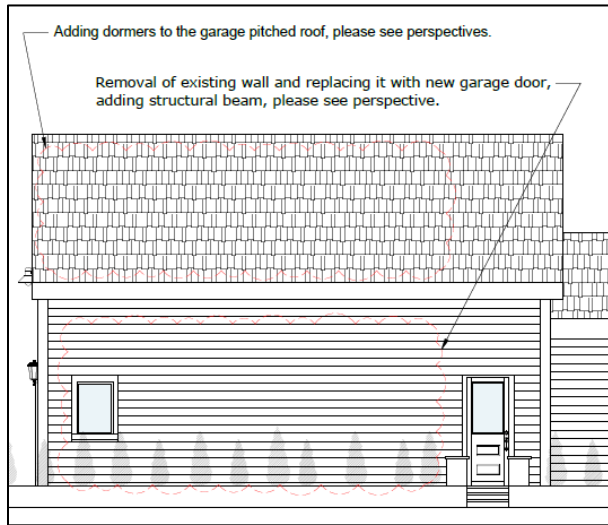 Adding dormers to the garage pitched roof, please see perspectives.
Removal of existing wall and replacing it with new garage door,
adding structural beam, please see perspective.